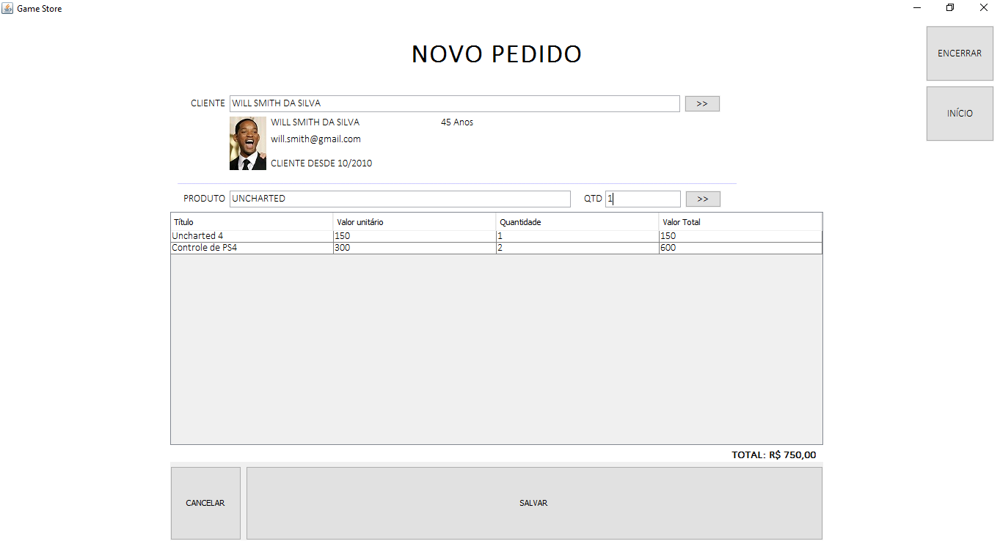 Game Store
NOVO PEDIDO
ENCERRAR
INÍCIO
CLIENTE WILL SMITH DA SILVA >>
WILL SMITH DA SILVA 45 Anos
will.smith@gmail.com
CLIENTE DESDE 10/2010
PRODUTO UNCHARTED QTD 1 >>
Título Valor unitário Quantidade Valor Total
Uncharted 4 150 1 150
Controle de PS4 300 2 600
TOTAL: R$ 750,00
CANCELAR SALVAR